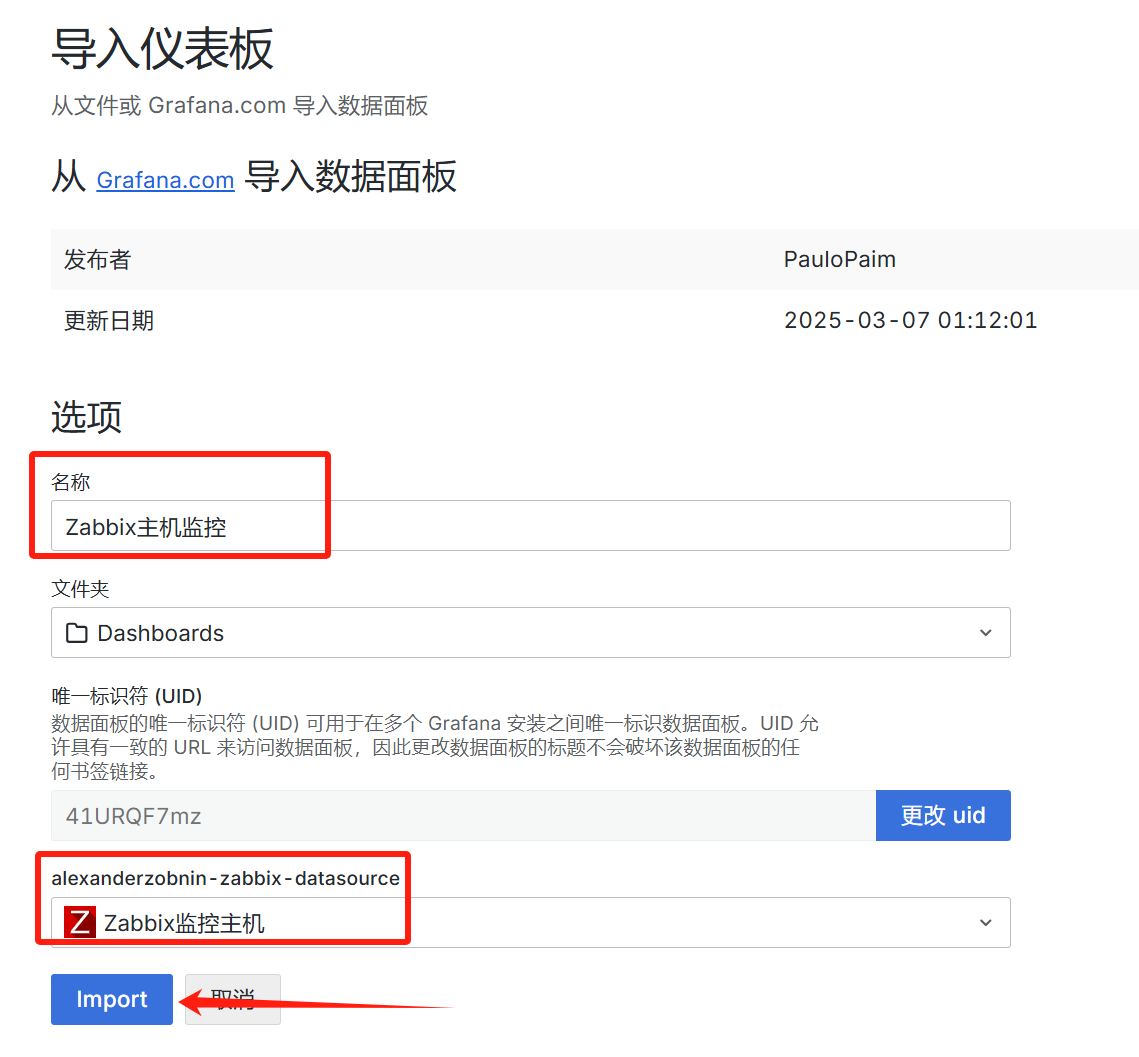 导入仪表板
从文件或 Grafana.com 导入数据面板
从 Grafana.com 导入数据面板
发布者 PauloPaim
更新日期 2025-03-07 01:12:01
选项
名称
Zabbix主机监控
文件夹
Dashboards
唯一标识符 (UID)
数据面板的唯一标识符 (UID) 可用于在多个 Grafana 安装之间唯一标识数据面板。UID 允
许具有一致的 URL 来访问数据面板，因此更改数据面板的标题不会破坏该数据面板的任
何书签链接。
41URQF7mz 更改 uid
alexanderzobnin-zabbix-datasource
Z Zabbix监控主机
Import 取消